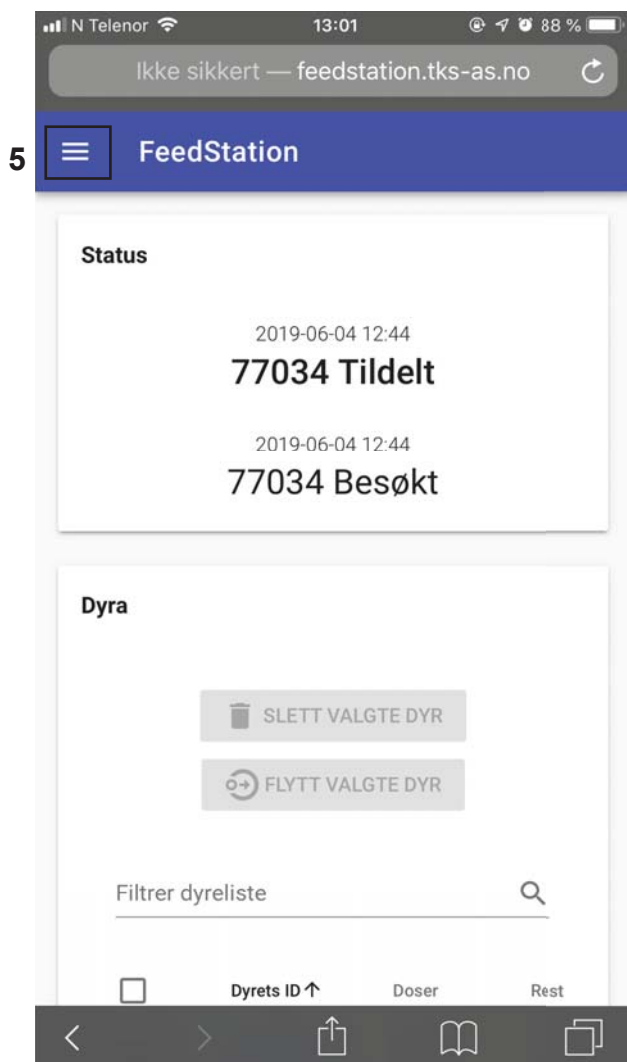 N Telenor 13:01 88 %
Ikke sikkert — feedstation.tks-as.no
5 FeedStation
Status
2019-06-04 12:44
77034 Tildelt
2019-06-04 12:44
77034 Besøkt
Dyra
SLETT VALGTE DYR
FLYTT VALGTE DYR
Filtrer dyreliste
Dyrets ID ↑ Doser Rest